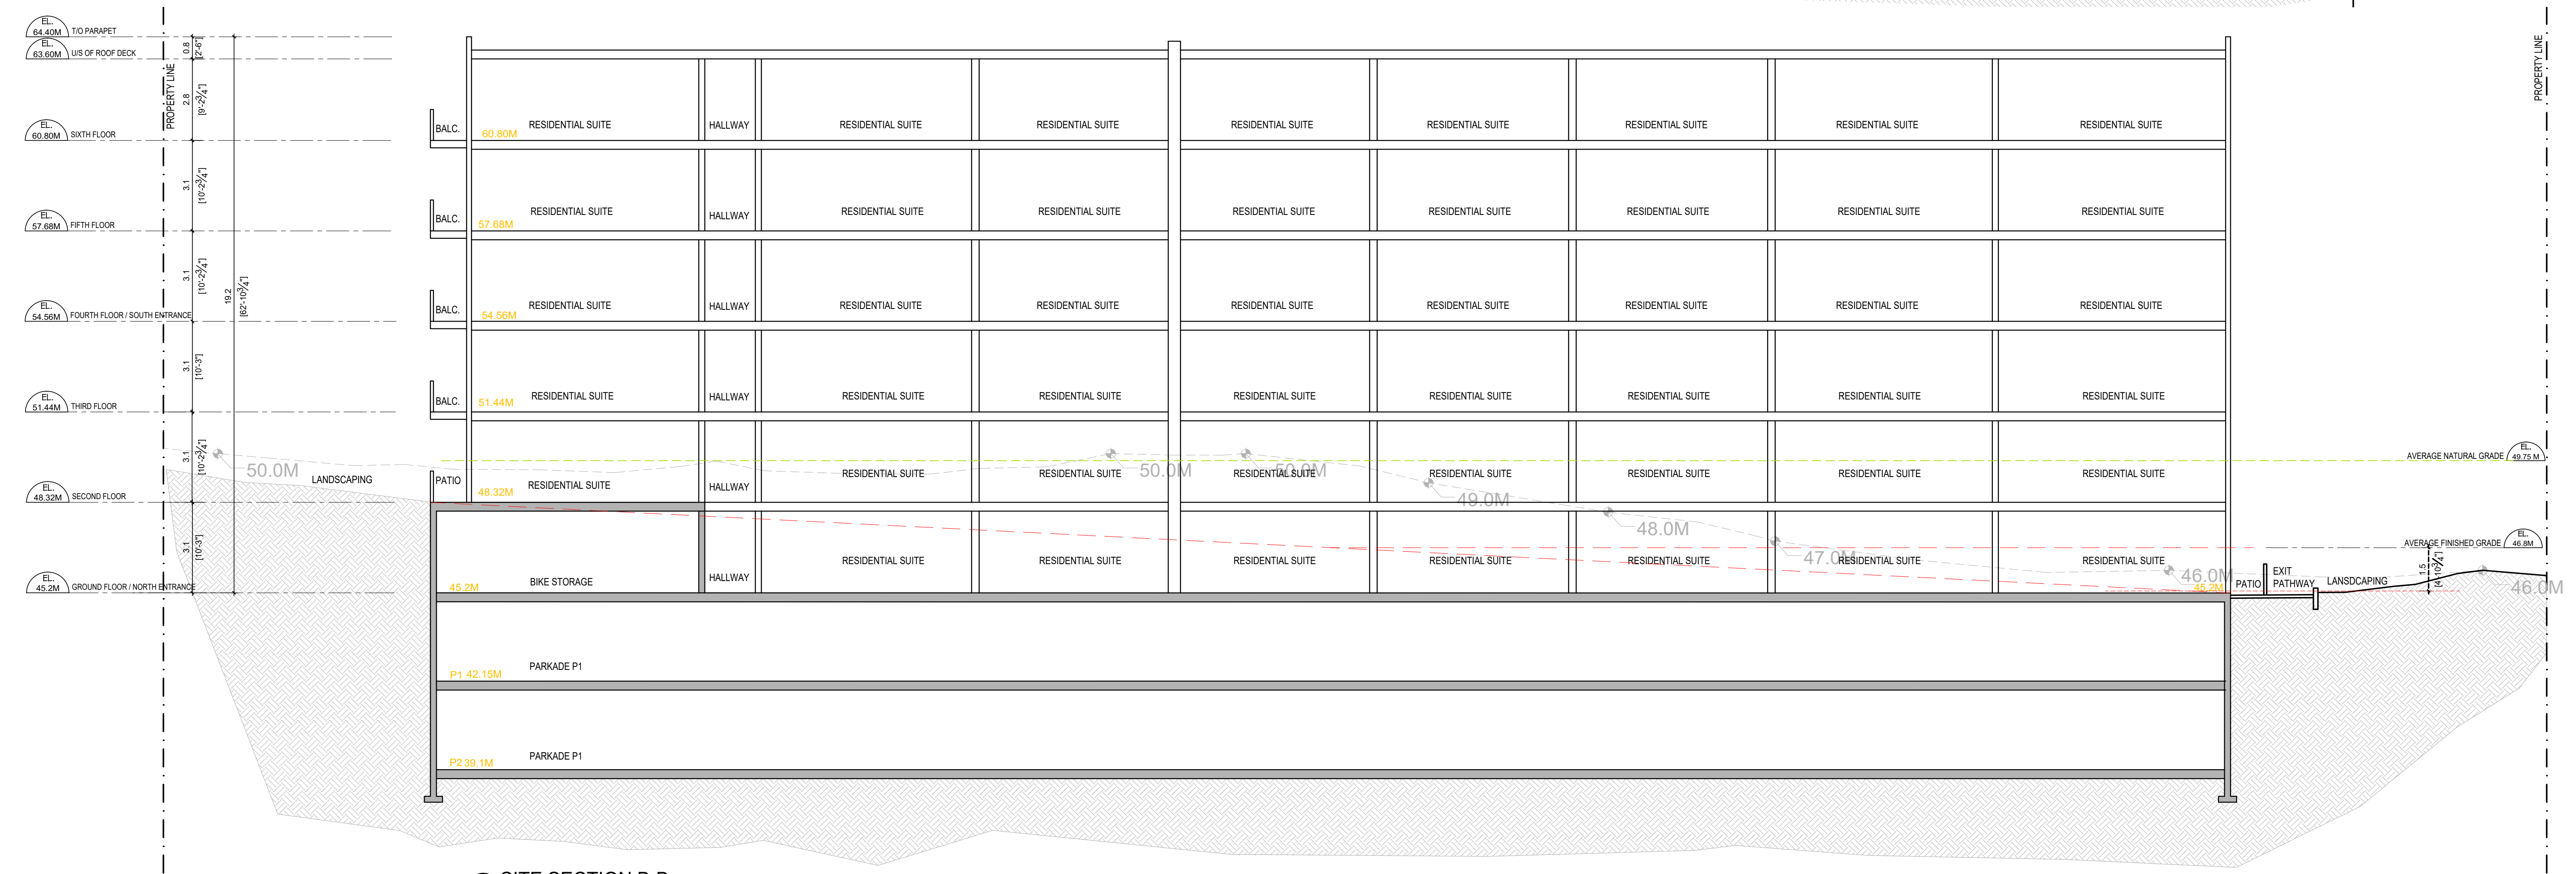 EL.
64.40M T/O PARAPET
EL.
63.60M U/S OF ROOF DECK
EL.
60.80M SIXTH FLOOR
EL.
57.68M FIFTH FLOOR
EL.
54.56M FOURTH FLOOR / SOUTH ENTRANCE
EL.
51.44M THIRD FLOOR
EL.
48.32M SECOND FLOOR
EL.
45.2M GROUND FLOOR / NORTH ENTRANCE
PROPERTY LINE
0.8
[2'-6"]
2.8
[9'-2¾"]
3.1
[10'-2¾"]
3.1
[10'-2¾"]
3.1
[10'-3"]
3.1
[10'-2¾"]
3.1
[10'-3"]
19.2
[62'-10¾"]
BALC. RESIDENTIAL SUITE HALLWAY RESIDENTIAL SUITE RESIDENTIAL SUITE RESIDENTIAL SUITE RESIDENTIAL SUITE RESIDENTIAL SUITE RESIDENTIAL SUITE RESIDENTIAL SUITE
60.80M
BALC. RESIDENTIAL SUITE HALLWAY RESIDENTIAL SUITE RESIDENTIAL SUITE RESIDENTIAL SUITE RESIDENTIAL SUITE RESIDENTIAL SUITE RESIDENTIAL SUITE RESIDENTIAL SUITE
57.68M
BALC. RESIDENTIAL SUITE HALLWAY RESIDENTIAL SUITE RESIDENTIAL SUITE RESIDENTIAL SUITE RESIDENTIAL SUITE RESIDENTIAL SUITE RESIDENTIAL SUITE RESIDENTIAL SUITE
54.56M
BALC. RESIDENTIAL SUITE HALLWAY RESIDENTIAL SUITE RESIDENTIAL SUITE RESIDENTIAL SUITE RESIDENTIAL SUITE RESIDENTIAL SUITE RESIDENTIAL SUITE RESIDENTIAL SUITE
51.44M
50.0M 50.0M 50.0M
LANDSCAPING PATIO RESIDENTIAL SUITE HALLWAY RESIDENTIAL SUITE RESIDENTIAL SUITE RESIDENTIAL SUITE RESIDENTIAL SUITE RESIDENTIAL SUITE RESIDENTIAL SUITE RESIDENTIAL SUITE
48.32M
49.0M
48.0M
47.0M
46.0M
46.0M
BIKE STORAGE HALLWAY RESIDENTIAL SUITE RESIDENTIAL SUITE RESIDENTIAL SUITE RESIDENTIAL SUITE RESIDENTIAL SUITE RESIDENTIAL SUITE RESIDENTIAL SUITE
45.2M
45.2M
PATIO
EXIT
PATHWAY
LANSDCAPING
1.5
[4'-10¾"]
PROPERTY LINE
AVERAGE NATURAL GRADE
EL.
49.75 M
AVERAGE FINISHED GRADE
EL.
46.8M
PARKADE P1
P1 42.15M
PARKADE P1
P2 39.1M
SITE SECTION